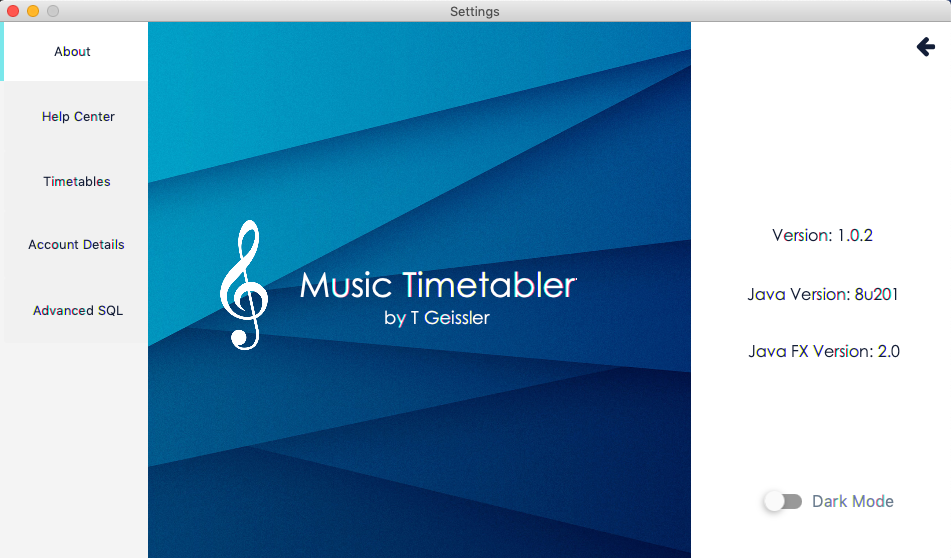 Settings
About
Help Center
Timetables
Account Details
Advanced SQL
Music Timetabler
by T Geissler
Version: 1.0.2
Java Version: 8u201
Java FX Version: 2.0
Dark Mode